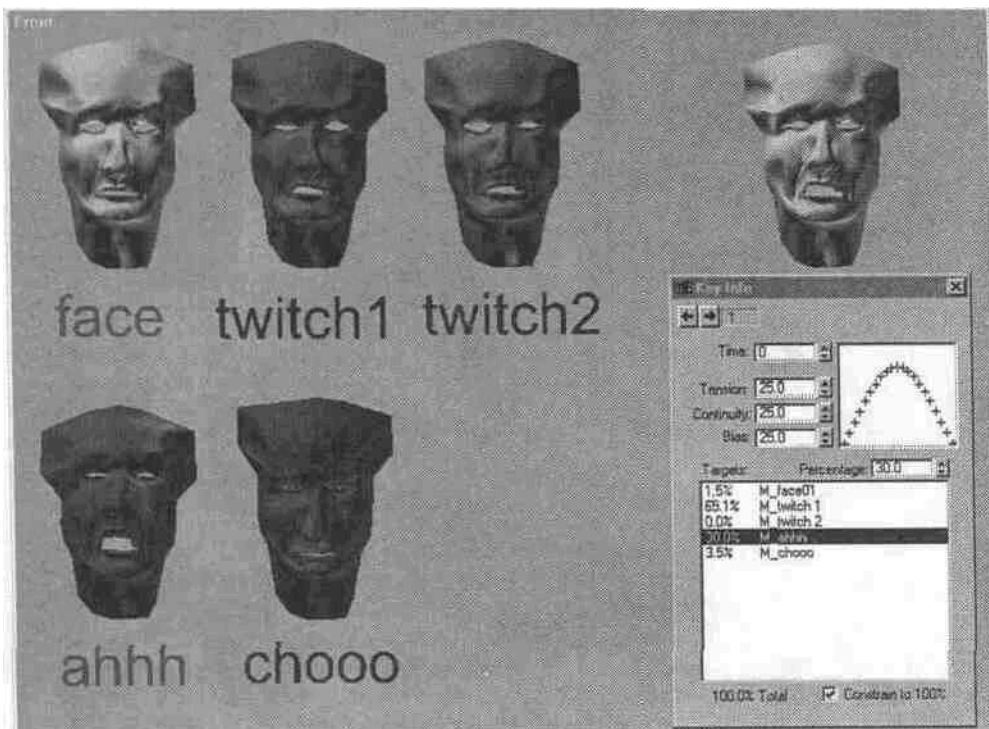 Front
face twitch1 twitch2
ahhh chooo
Key Info
1
Time: 0
Tension: 25.0
Continuity: 25.0
Bias: 25.0
Targets: Percentage: 30.0
1.5% M_face01
65.1% M_twitch 1
0.0% M_twitch 2
30.0% M_ahhh
3.5% M_chooo
100.0% Total Constrain to 100%